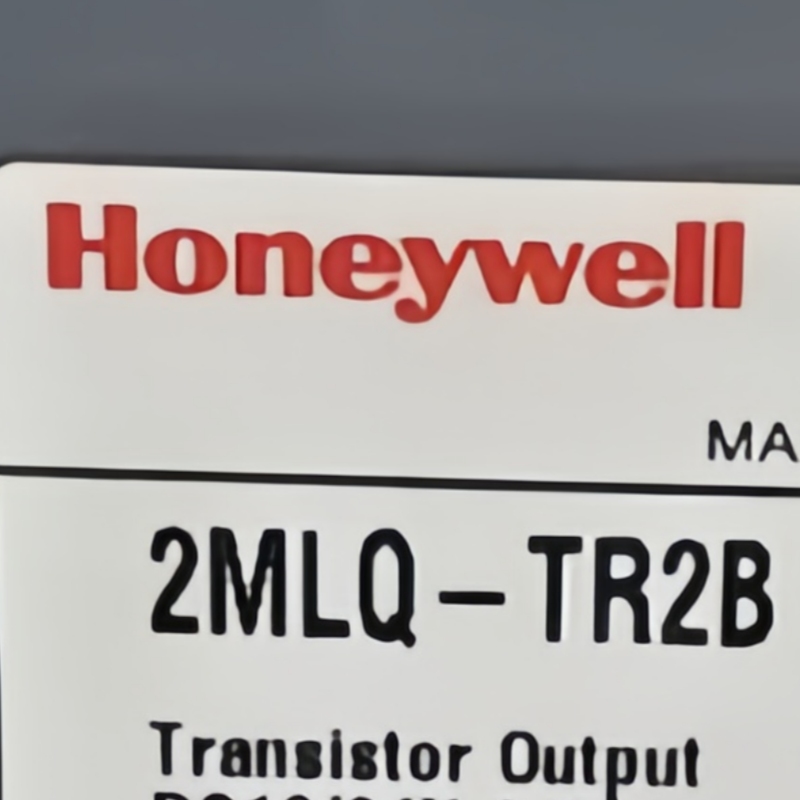 Honeywell
MA
2MLQ-TR2B
Transistor Output